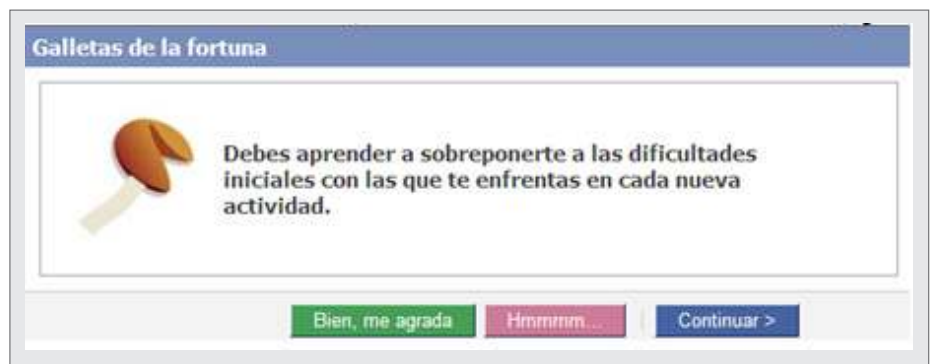 Galletas de la fortuna
Debes aprender a sobreponerte a las dificultades
iniciales con las que te enfrentas en cada nueva
actividad.
Bien, me agrada
Hmmmm...
Continuar >